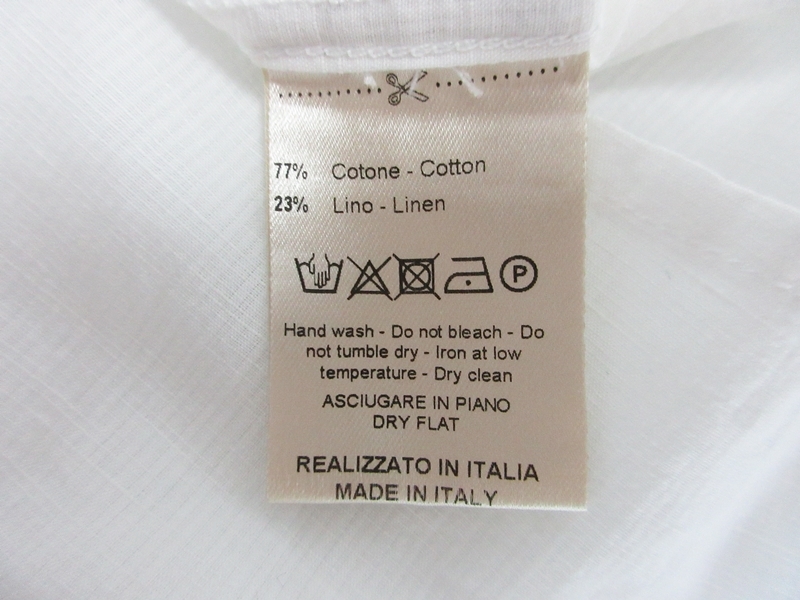 77% Cotone - Cotton
23% Lino - Linen
P
Hand wash - Do not bleach - Do
not tumble dry - Iron at low
temperature - Dry clean
ASCIUGARE IN PIANO
DRY FLAT
REALIZZATO IN ITALIA
MADE IN ITALY